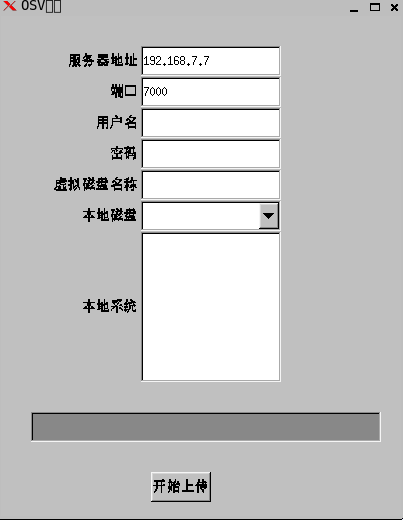 OSV
服务器地址 192.168.7.7
端口 7000
用户名
密码
虚拟磁盘名称
本地磁盘
本地系统
开始上传